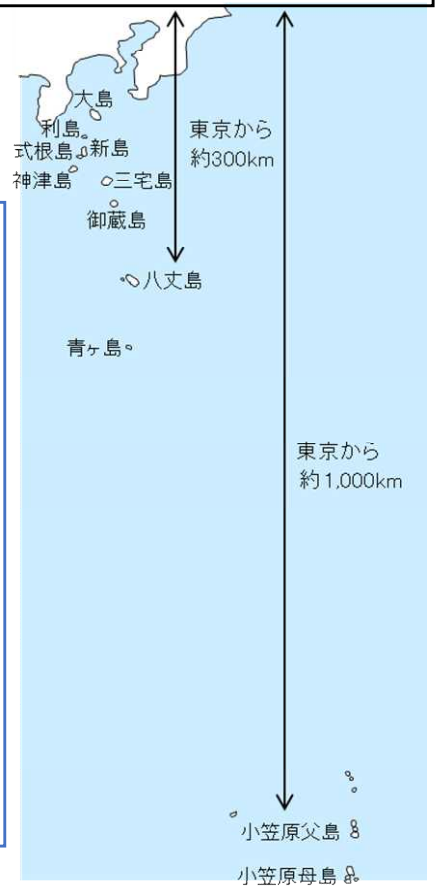 大島
利島
式根島
新島
神津島
三宅島
御蔵島
八丈島
青ヶ島
東京から
約300km
東京から
約1,000km
小笠原父島
小笠原母島